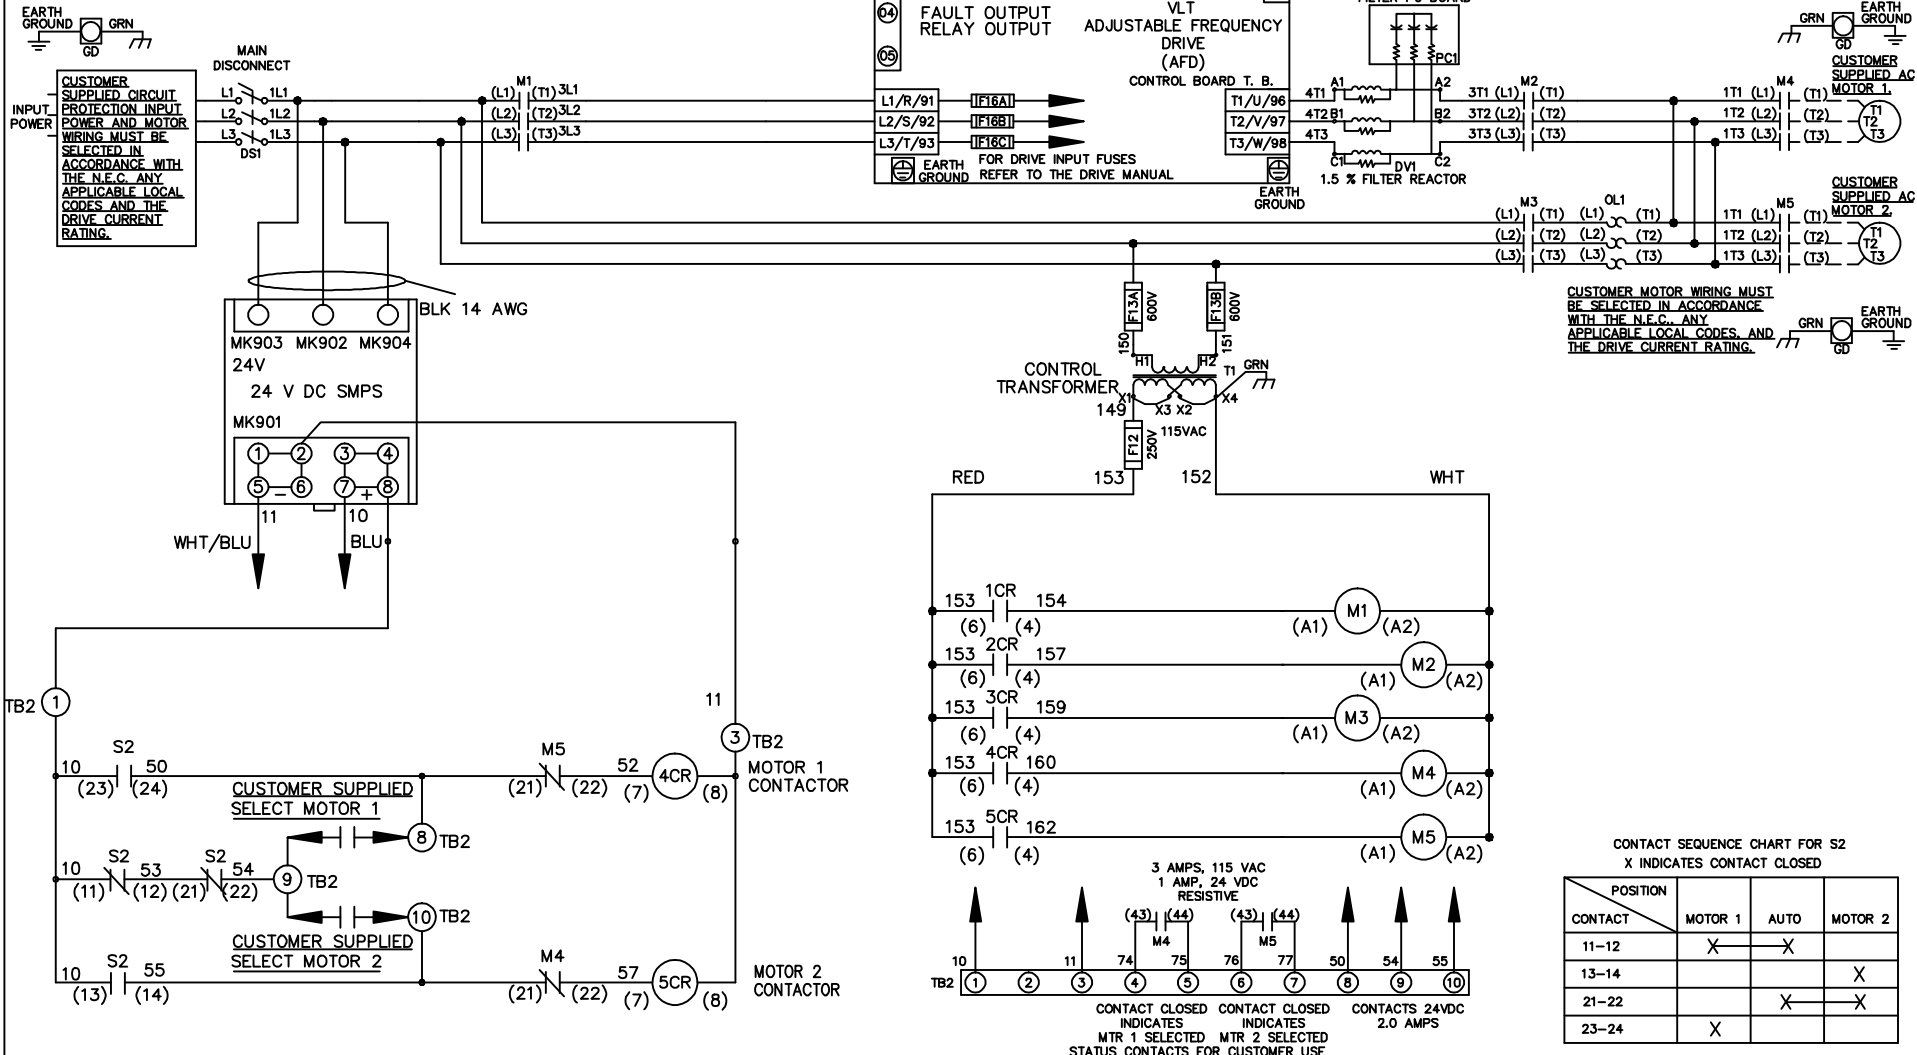 EARTH
GROUND
GRN
GD
MAIN
DISCONNECT
INPUT
POWER
CUSTOMER
SUPPLIED CIRCUIT
PROTECTION INPUT
POWER AND MOTOR
WIRING MUST BE
SELECTED IN
ACCORDANCE WITH
THE N.E.C. ANY
APPLICABLE LOCAL
CODES AND THE
DRIVE CURRENT
RATING.
L1 1L1
L2 1L2
L3 1L3
DS1
M1
(L1) (T1) 3L1
(L2) (T2) 3L2
(L3) (T3) 3L3
04
05
FAULT OUTPUT
RELAY OUTPUT
VLT
ADJUSTABLE FREQUENCY
DRIVE
(AFD)
CONTROL BOARD T. B.
L1/R/91 F16A
L2/S/92 F16B
L3/T/93 F16C
T1/U/96
T2/V/97
T3/W/98
EARTH
GROUND
FOR DRIVE INPUT FUSES
REFER TO THE DRIVE MANUAL
EARTH
GROUND
PC1
4T1 A1 A2
4T2 B1 B2
4T3 C1 C2
DV1
1.5 % FILTER REACTOR
M2
3T1 (L1) (T1)
3T2 (L2) (T2)
3T3 (L3) (T3)
M4
1T1 (L1) (T1)
1T2 (L2) (T2)
1T3 (L3) (T3)
GRN
GD
EARTH
GROUND
CUSTOMER
SUPPLIED AC
MOTOR 1.
T1
T2
T3
M3 OL1
(L1) (T1) (L1) (T1)
(L2) (T2) (L2) (T2)
(L3) (T3) (L3) (T3)
M5
1T1 (L1) (T1)
1T2 (L2) (T2)
1T3 (L3) (T3)
CUSTOMER
SUPPLIED AC
MOTOR 2.
T1
T2
T3
CUSTOMER MOTOR WIRING MUST
BE SELECTED IN ACCORDANCE
WITH THE N.E.C., ANY
APPLICABLE LOCAL CODES, AND
THE DRIVE CURRENT RATING.
GRN
GD
EARTH
GROUND
BLK 14 AWG
MK903 MK902 MK904
24V
24 V DC SMPS
MK901
1 2 3 4
5 - 6 7 + 8
11 10
WHT/BLU BLU
F13A
600V
F13B
600V
150 151
H1 H2
CONTROL
TRANSFORMER
T1
GRN
X1 X3 X2 X4
149
115VAC
F12
250V
RED 153 152 WHT
153 1CR 154
(6) (4) (A1) M1 (A2)
153 2CR 157
(6) (4) (A1) M2 (A2)
153 3CR 159
(6) (4) (A1) M3 (A2)
153 4CR 160
(6) (4) (A1) M4 (A2)
153 5CR 162
(6) (4) (A1) M5 (A2)
TB2 1
11
3 TB2
10 S2 50
(23) (24)
M5
(21) (22)
52
(7) 4CR (8)
MOTOR 1
CONTACTOR
CUSTOMER SUPPLIED
SELECT MOTOR 1
8 TB2
10 S2 53 S2 54
(11) (12) (21) (22)
9 TB2
10 TB2
CUSTOMER SUPPLIED
SELECT MOTOR 2
10 S2 55
(13) (14)
M4
(21) (22)
57
(7) 5CR (8)
MOTOR 2
CONTACTOR
3 AMPS, 115 VAC
1 AMP, 24 VDC
RESISTIVE
(43) (44) (43) (44)
M4 M5
10 11 74 75 76 77 50 54 55
TB2 1 2 3 4 5 6 7 8 9 10
CONTACT CLOSED
INDICATES
MTR 1 SELECTED
CONTACT CLOSED
INDICATES
MTR 2 SELECTED
CONTACTS 24VDC
2.0 AMPS
STATUS CONTACTS FOR CUSTOMER USE
CONTACT SEQUENCE CHART FOR S2
X INDICATES CONTACT CLOSED
POSITION
CONTACT MOTOR 1 AUTO MOTOR 2
11-12 X X
13-14 X
21-22 X X
23-24 X